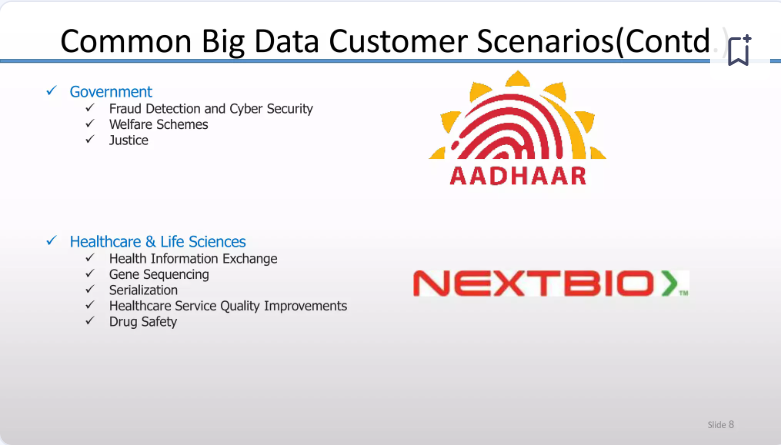 Common Big Data Customer Scenarios(Contd.)
Government
Fraud Detection and Cyber Security
Welfare Schemes
Justice
AADHAAR
Healthcare & Life Sciences
Health Information Exchange
Gene Sequencing
Serialization
Healthcare Service Quality Improvements
Drug Safety
NEXTBIO
TM
Slide 8